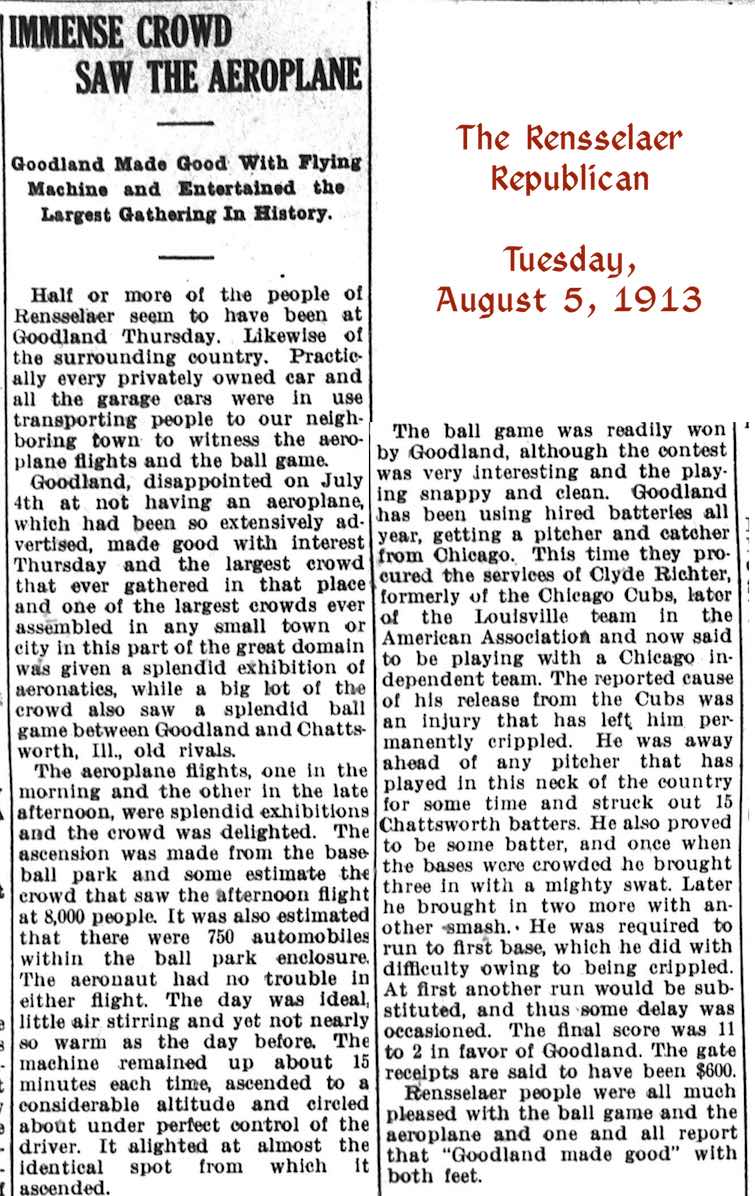 IMMENSE CROWD
SAW THE AEROPLANE
Goodland Made Good With Flying
Machine and Entertained the
Largest Gathering In History.
Half or more of the people of
Rensselaer seem to have been at
Goodland Thursday. Likewise of
the surrounding country. Practic-
ally every privately owned car and
all the garage cars were in use
transporting people to our neigh-
boring town to witness the aero-
plane flights and the ball game.
Goodland, disappointed on July
4th at not having an aeroplane,
which had been so extensively ad-
vertised, made good with interest
Thursday and the largest crowd
that ever gathered in that place
and one of the largest crowds ever
assembled in any small town or
city in this part of the great domain
was given a splendid exhibition of
aeronatics, while a big lot of the
crowd also saw a splendid ball
game between Goodland and Chatts-
worth, Ill., old rivals.
The aeroplane flights, one in the
morning and the other in the late
afternoon, were splendid exhibitions
and the crowd was delighted. The
ascension was made from the base
ball park and some estimate the
crowd that saw the afternoon flight
at 8,000 people. It was also estimated
that there were 750 automobiles
within the ball park enclosure.
The aeronaut had no trouble in
either flight. The day was ideal,
little air stirring and yet not nearly
so warm as the day before. The
machine remained up about 15
minutes each time, ascended to a
considerable altitude and circled
about under perfect control of the
driver. It alighted at almost the
identical spot from which it
ascended.
The Rensselaer
Republican
Tuesday,
August 5, 1913
The ball game was readily won
by Goodland, although the contest
was very interesting and the play-
ing snappy and clean. Goodland
has been using hired batteries all
year, getting a pitcher and catcher
from Chicago. This time they pro-
cured the services of Clyde Richter,
formerly of the Chicago Cubs, later
of the Louisville team in the
American Association and now said
to be playing with a Chicago in-
dependent team. The reported cause
of his release from the Cubs was
an injury that has left him per-
manently crippled. He was away
ahead of any pitcher that has
played in this neck of the country
for some time and struck out 15
Chattsworth batters. He also proved
to be some batter, and once when
the bases were crowded he brought
three in with a mighty swat. Later
he brought in two more with an-
other smash. He was required to
run to first base, which he did with
difficulty owing to being crippled.
At first another run would be sub-
stituted, and thus some delay was
occasioned. The final score was 11
to 2 in favor of Goodland. The gate
receipts are said to have been $600.
Rensselaer people were all much
pleased with the ball game and the
aeroplane and one and all report
that "Goodland made good" with
both feet.